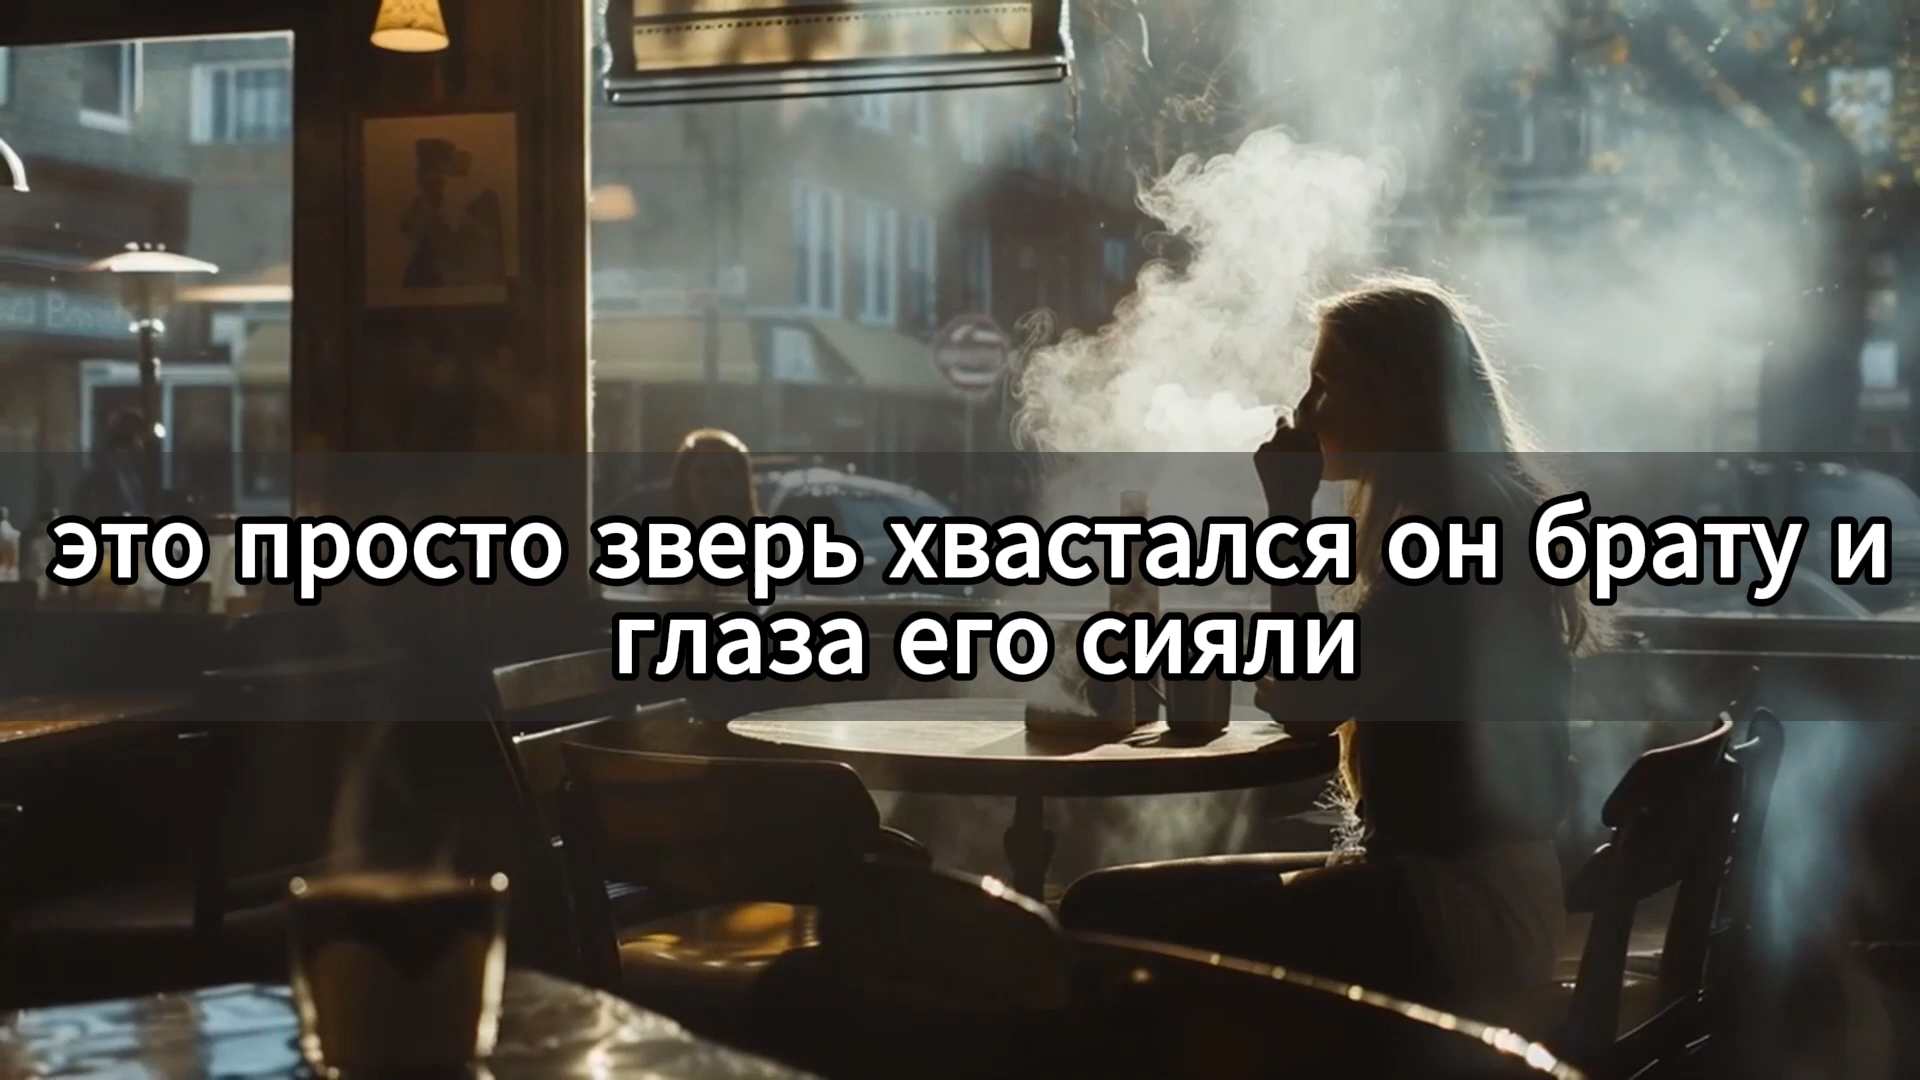 это просто зверь хвастался он брату и
глаза его сияли